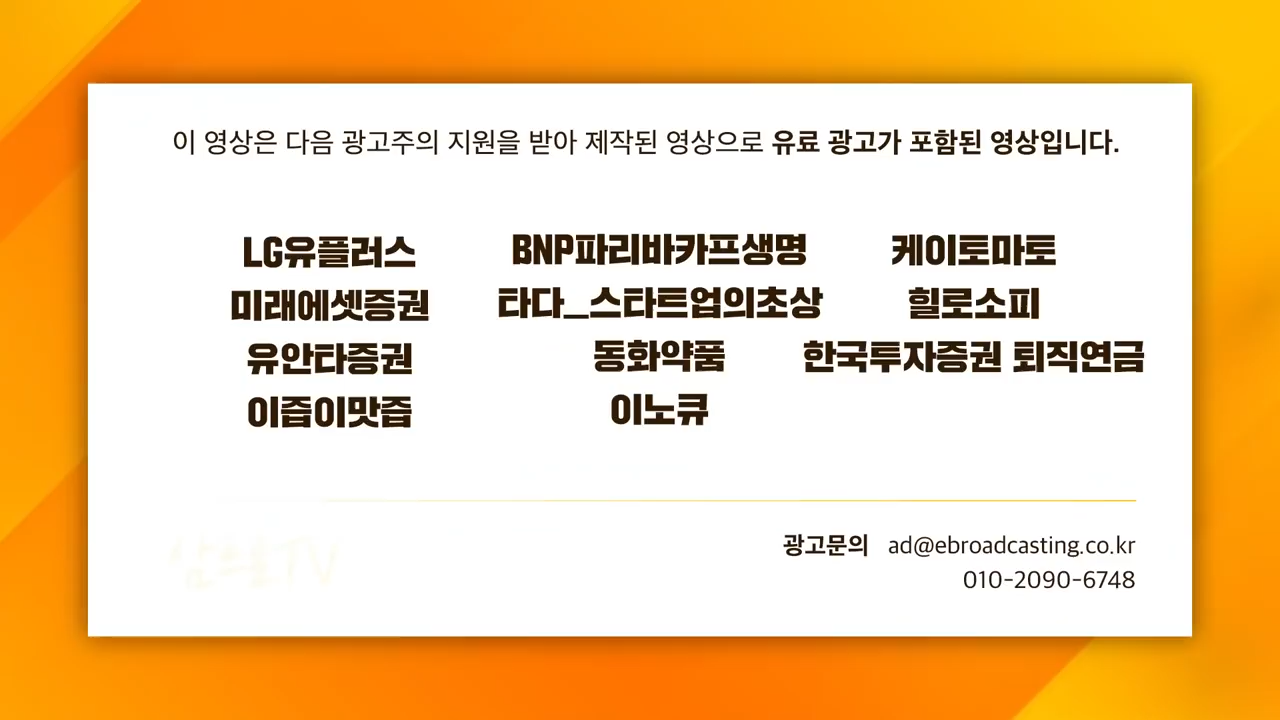 이 영상은 다음 광고주의 지원을 받아 제작된 영상으로 유료 광고가 포함된 영상입니다.
LG유플러스 BNP파리바카프생명 케이토마토
미래에셋증권 타다_스타트업의초상 힐로소피
유안타증권 동화약품 한국투자증권 퇴직연금
이즙이맛즙 이노큐
광고문의 ad@ebroadcasting.co.kr
010-2090-6748